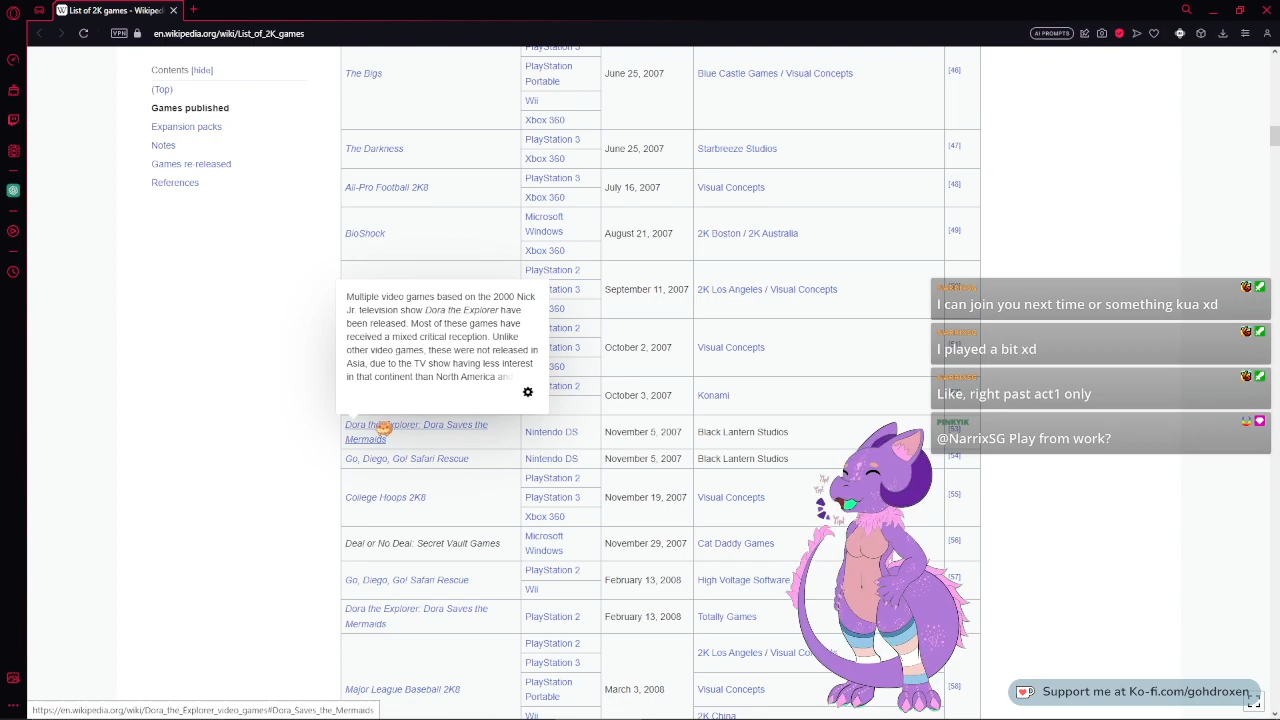 List of 2K games - Wikiped
VPN
en.wikipedia.org/wiki/List_of_2K_games
AI PROMPTS
Contents [hide]
(Top)
Games published
Expansion packs
Notes
Games re-released
References
PlayStation 3
The Bigs
PlayStation
Portable
Wii
Xbox 360
June 25, 2007
Blue Castle Games / Visual Concepts
[46]
The Darkness
PlayStation 3
Xbox 360
June 25, 2007
Starbreeze Studios
[47]
All-Pro Football 2K8
PlayStation 3
Xbox 360
July 16, 2007
Visual Concepts
[48]
BioShock
Microsoft
Windows
Xbox 360
August 21, 2007
2K Boston / 2K Australia
[49]
PlayStation 2
3
360
September 11, 2007
2K Los Angeles / Visual Concepts
2
3
360
October 2, 2007
Visual Concepts
2
October 3, 2007
Konami
Multiple video games based on the 2000 Nick
Jr. television show Dora the Explorer have
been released. Most of these games have
received a mixed critical reception. Unlike
other video games, these were not released in
Asia, due to the TV show having less interest
in that continent than North America and
Dora the Explorer: Dora Saves the
Mermaids
Nintendo DS
November 5, 2007
Black Lantern Studios
Go, Diego, Go! Safari Rescue
Nintendo DS
November 5, 2007
Black Lantern Studios
[54]
College Hoops 2K8
PlayStation 2
PlayStation 3
Xbox 360
November 19, 2007
Visual Concepts
[55]
Deal or No Deal: Secret Vault Games
Microsoft
Windows
November 29, 2007
Cat Daddy Games
[56]
Go, Diego, Go! Safari Rescue
PlayStation 2
Wii
February 13, 2008
High Voltage Software
Dora the Explorer: Dora Saves the
Mermaids
PlayStation 2
February 13, 2008
Totally Games
Major League Baseball 2K8
PlayStation 2
PlayStation 3
PlayStation
Portable
Wii
March 3, 2008
2K Los Angeles / Visual Co
Visual Concepts
2K China
[58]
NARRIXSG
I can join you next time or something kua xd
NARRIXSG
I played a bit xd
NARRIXSG
Like, right past act1 only
PENKYIK
@NarrixSG Play from work?
Support me at Ko-fi.com/gohdrosen
https://en.wikipedia.org/wiki/Dora_the_Explorer_video_games#Dora_Saves_the_Mermaids